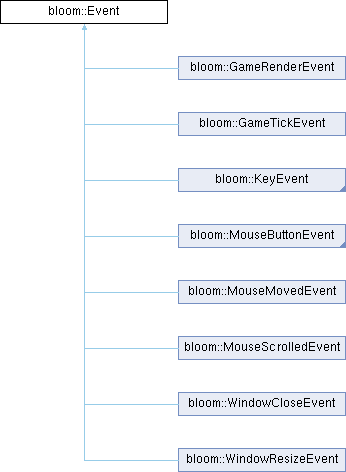 bloom::Event
bloom::GameRenderEvent
bloom::GameTickEvent
bloom::KeyEvent
bloom::MouseButtonEvent
bloom::MouseMovedEvent
bloom::MouseScrolledEvent
bloom::WindowCloseEvent
bloom::WindowResizeEvent